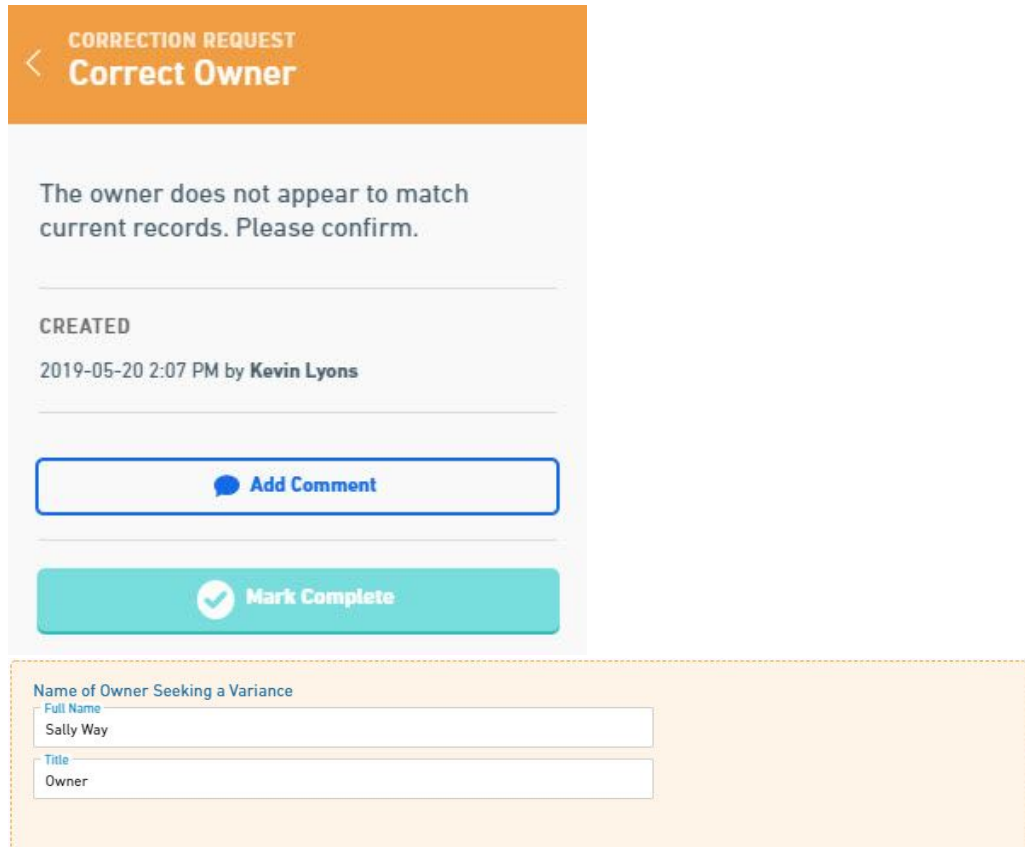 CORRECTION REQUEST
Correct Owner
The owner does not appear to match
current records. Please confirm.
CREATED
2019-05-20 2:07 PM by Kevin Lyons
Add Comment
Mark Complete
Name of Owner Seeking a Variance
Full Name
Sally Way
Title
Owner